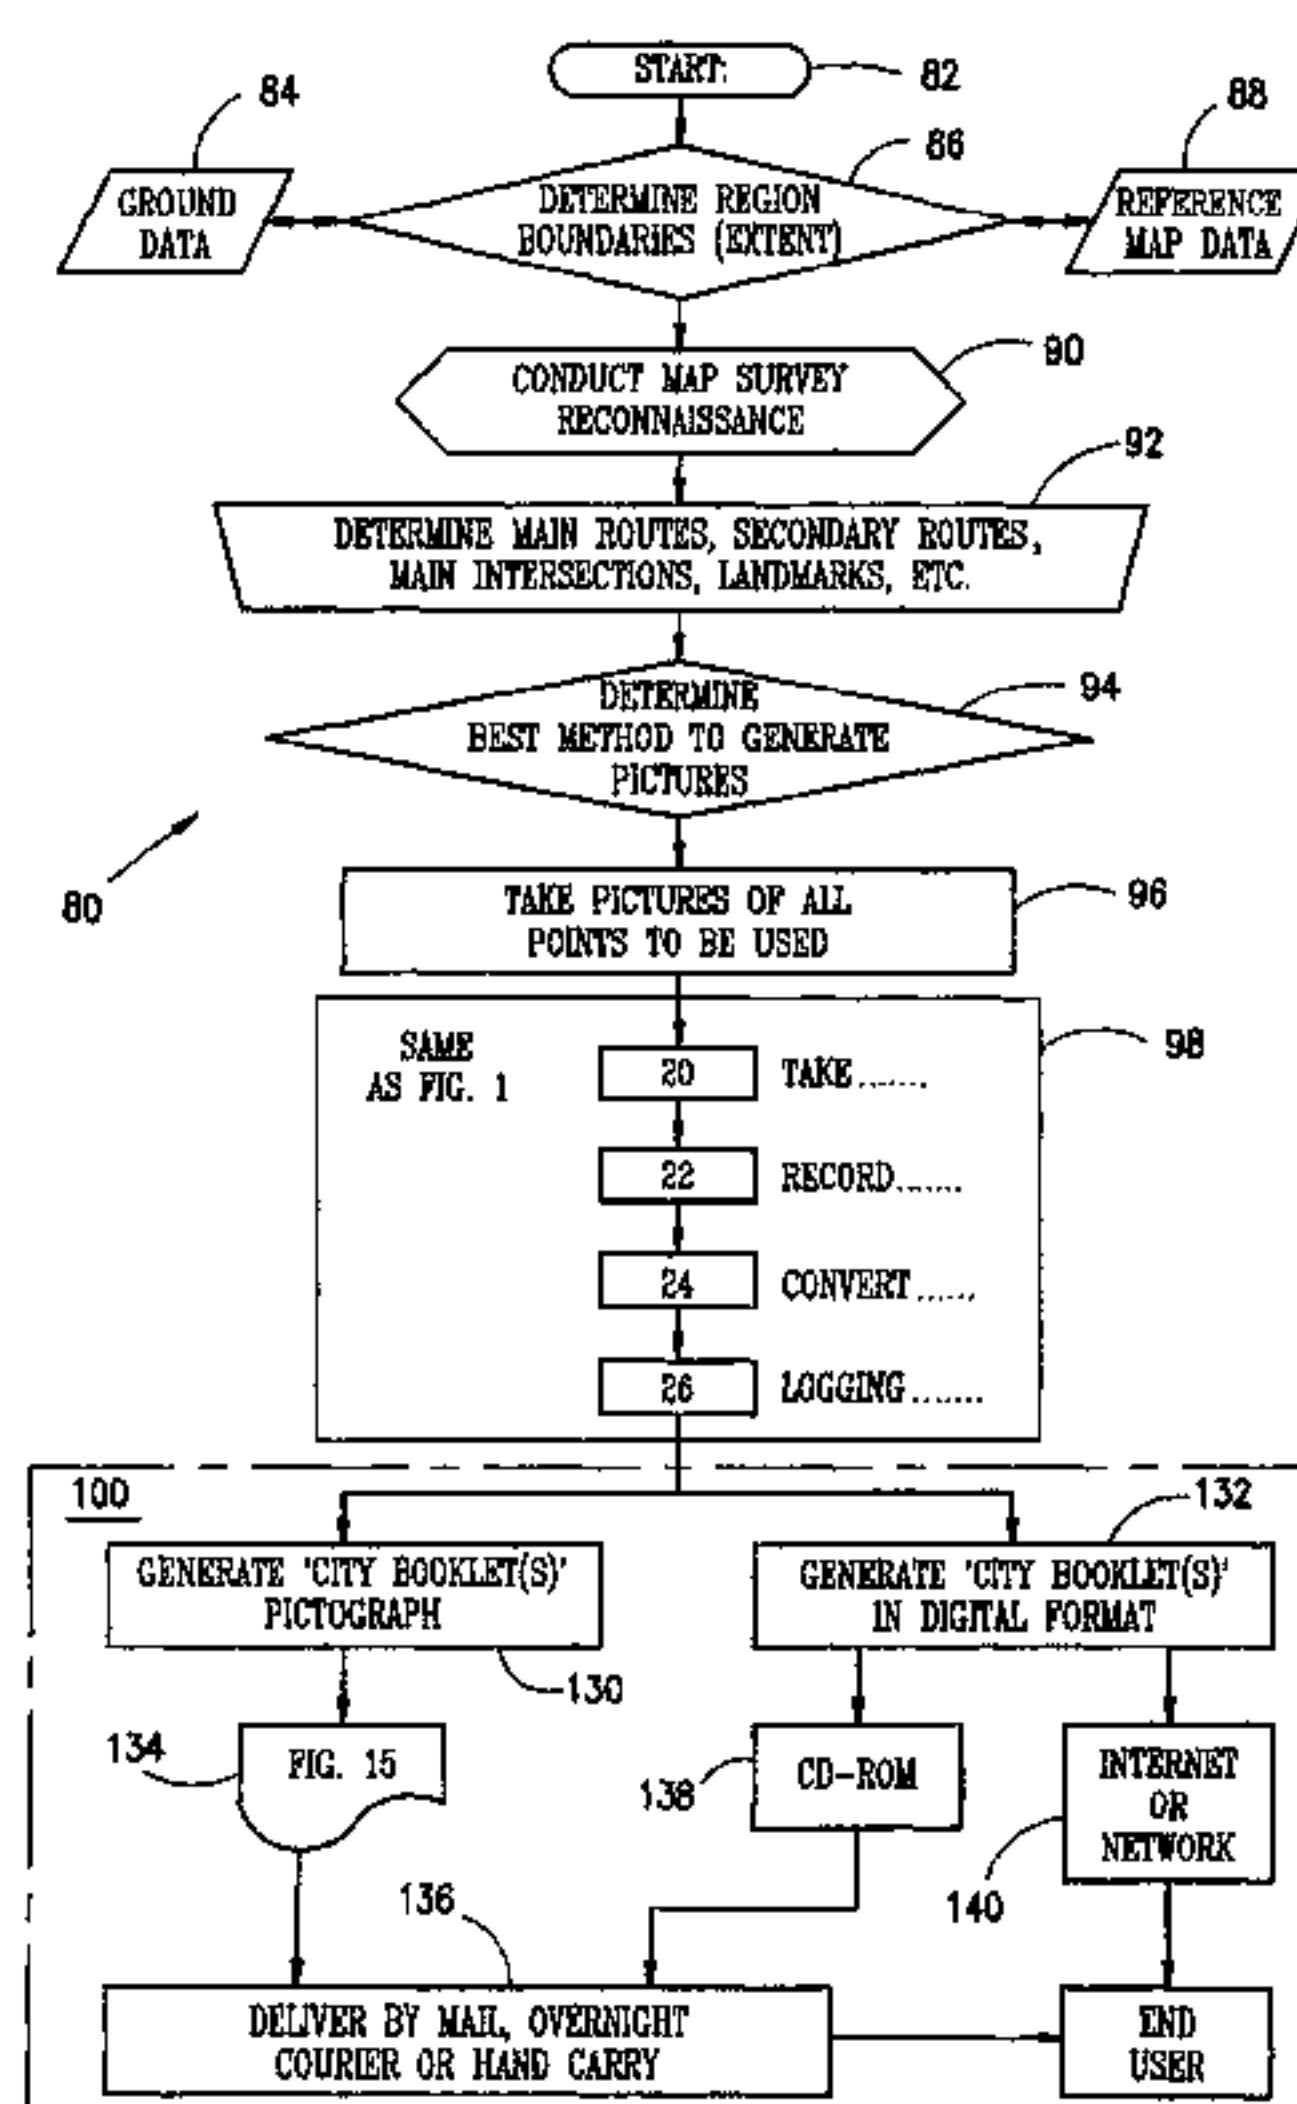 START:
82
84
88
86
GROUND
DATA
DETERMINE REGION
BOUNDARIES (EXTENT)
REFERENCE
MAP DATA
90
CONDUCT MAP SURVEY
RECONNAISSANCE
92
DETERMINE MAIN ROUTES, SECONDARY ROUTES,
MAIN INTERSECTIONS, LANDMARKS, ETC.
94
DETERMINE
BEST METHOD TO GENERATE
PICTURES
80
96
TAKE PICTURES OF ALL
POINTS TO BE USED
98
SAME
AS FIG. 1
20 TAKE.......
22 RECORD.......
24 CONVERT......
26 LOGGING.......
100
132
GENERATE 'CITY BOOKLET(S)'
PICTOGRAPH
GENERATE 'CITY BOOKLET(S)'
IN DIGITAL FORMAT
130
134
FIG. 15
138
CD-ROM
INTERNET
OR
NETWORK
136
140
DELIVER BY MAIL, OVERNIGHT
COURIER OR HAND CARRY
END
USER